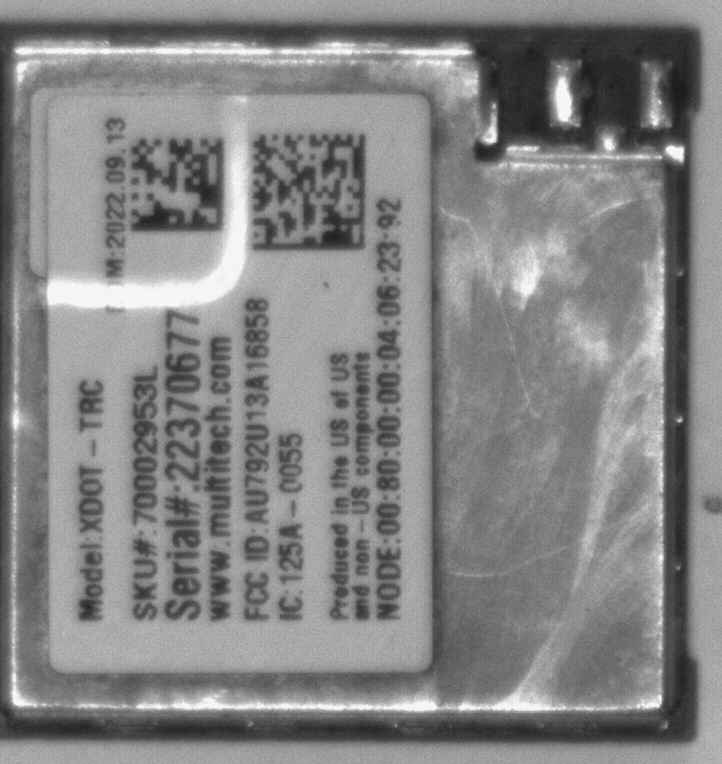 Model:XDOT-TRC
DOM:2022.09.13
SKU#:70002953L
Serial#:22370677
www.multitech.com
FCC ID:AU792U13A16858
IC:125A-0055
Produced in the US of US
and non-US components
NODE:00:80:00:00:04:06:23:92